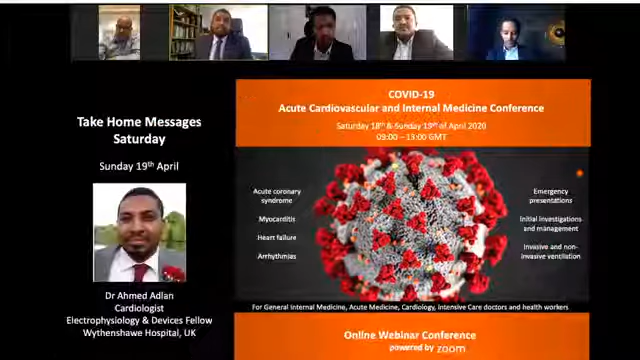 Take Home Messages
Saturday
Sunday 19th April
Dr Ahmed Adlan
Cardiologist
Electrophysiology & Devices Fellow
Wythenshawe Hospital, UK
COVID-19
Acute Cardiovascular and Internal Medicine Conference
Saturday 18th & Sunday 19th of April 2020
09:00 – 13:00 GMT
Acute coronary
syndrome
Myocarditis
Heart failure
Arrhythmias
Emergency
presentations
Initial investigations
and management
Invasive and non-
invasive ventilation
For General Internal Medicine, Acute Medicine, Cardiology, Intensive Care doctors and health workers
Online Webinar Conference
powered by zoom